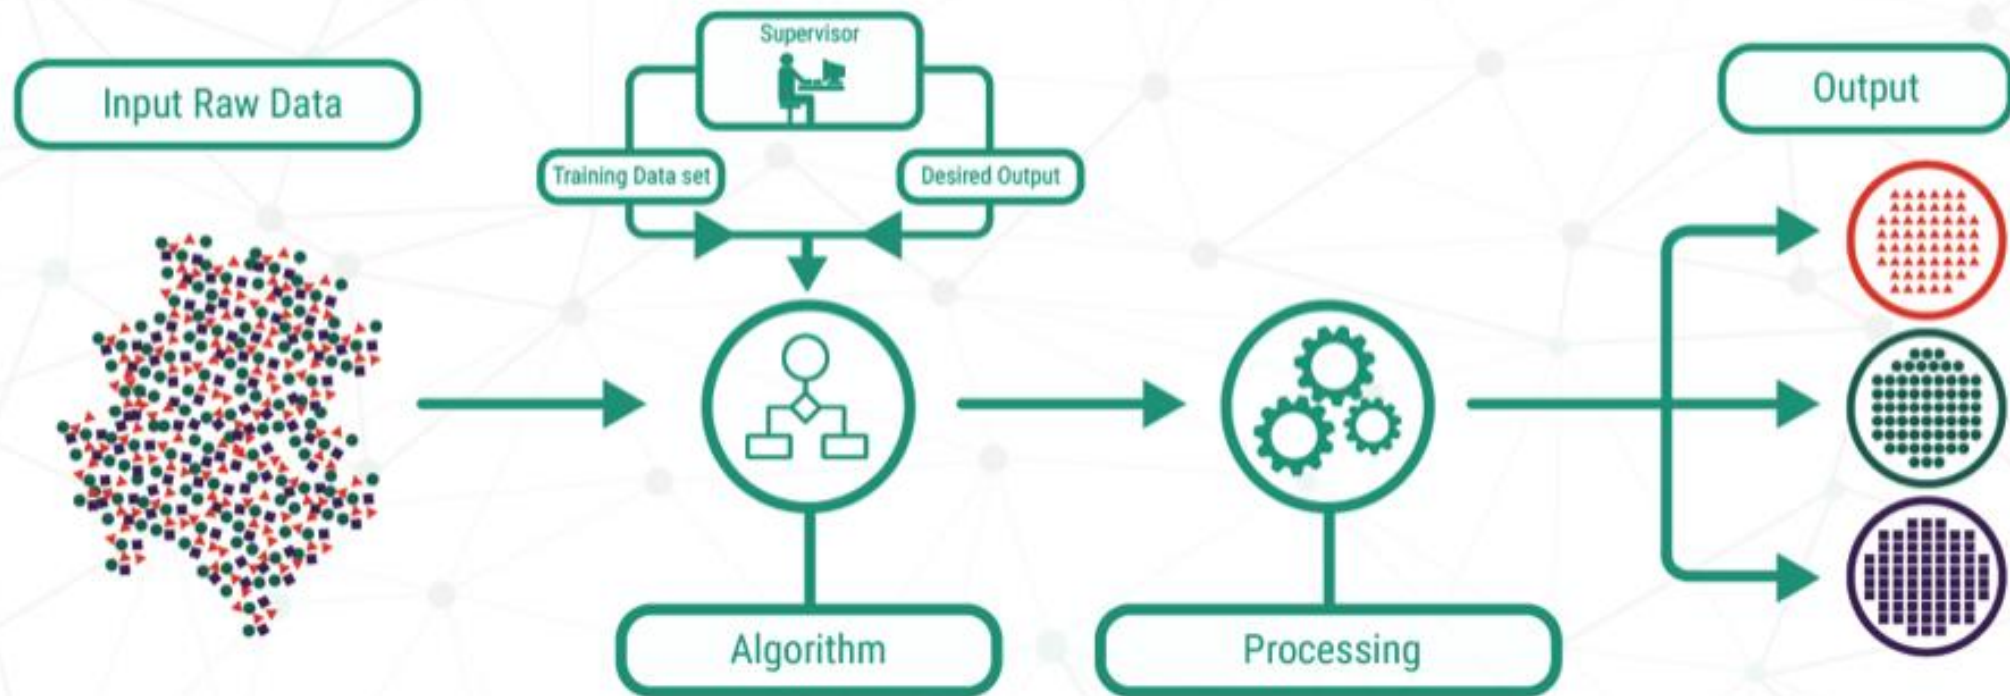 Input Raw Data
Supervisor
Training Data set
Desired Output
Algorithm
Processing
Output